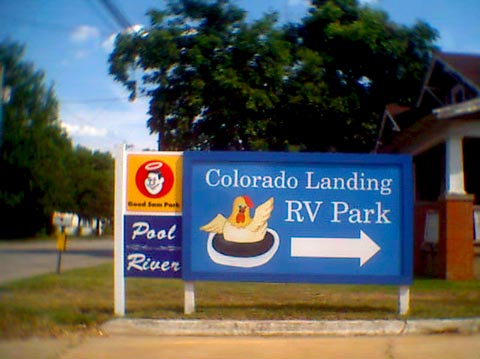 Good Sam Park
Pool
River
Colorado Landing
RV Park